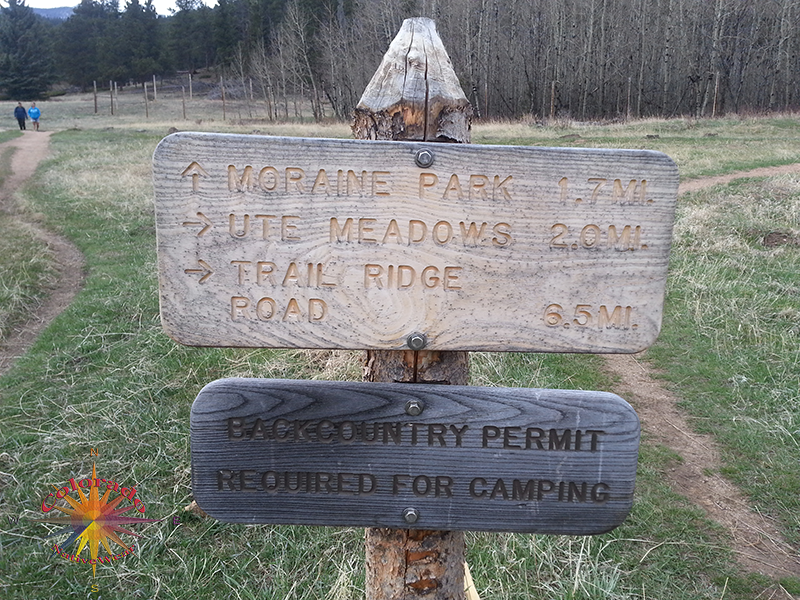 ↑ MORAINE PARK 1.7 MI.
→ UTE MEADOWS 2.0 MI.
→ TRAIL RIDGE
ROAD 6.5 MI.
BACKCOUNTRY PERMIT
REQUIRED FOR CAMPING
Colorado
N
E
S